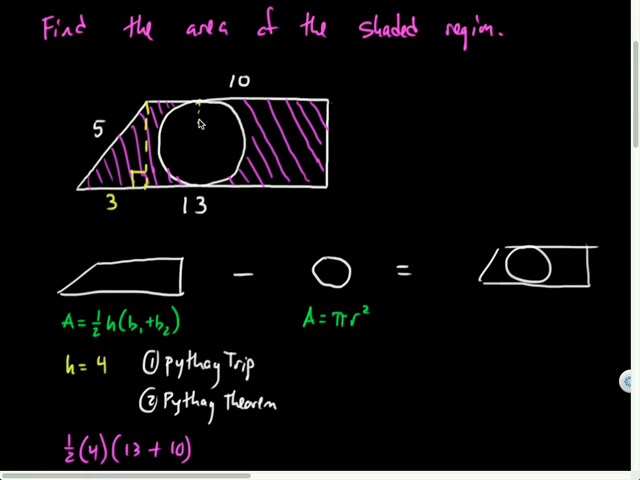 Find the area of the shaded region.
10
5
3
13
− =
A = ½h(b₁+b₂) A = πr²
h = 4 ① Pythag Trip
② Pythag Theorem
½(4)(13 + 10)